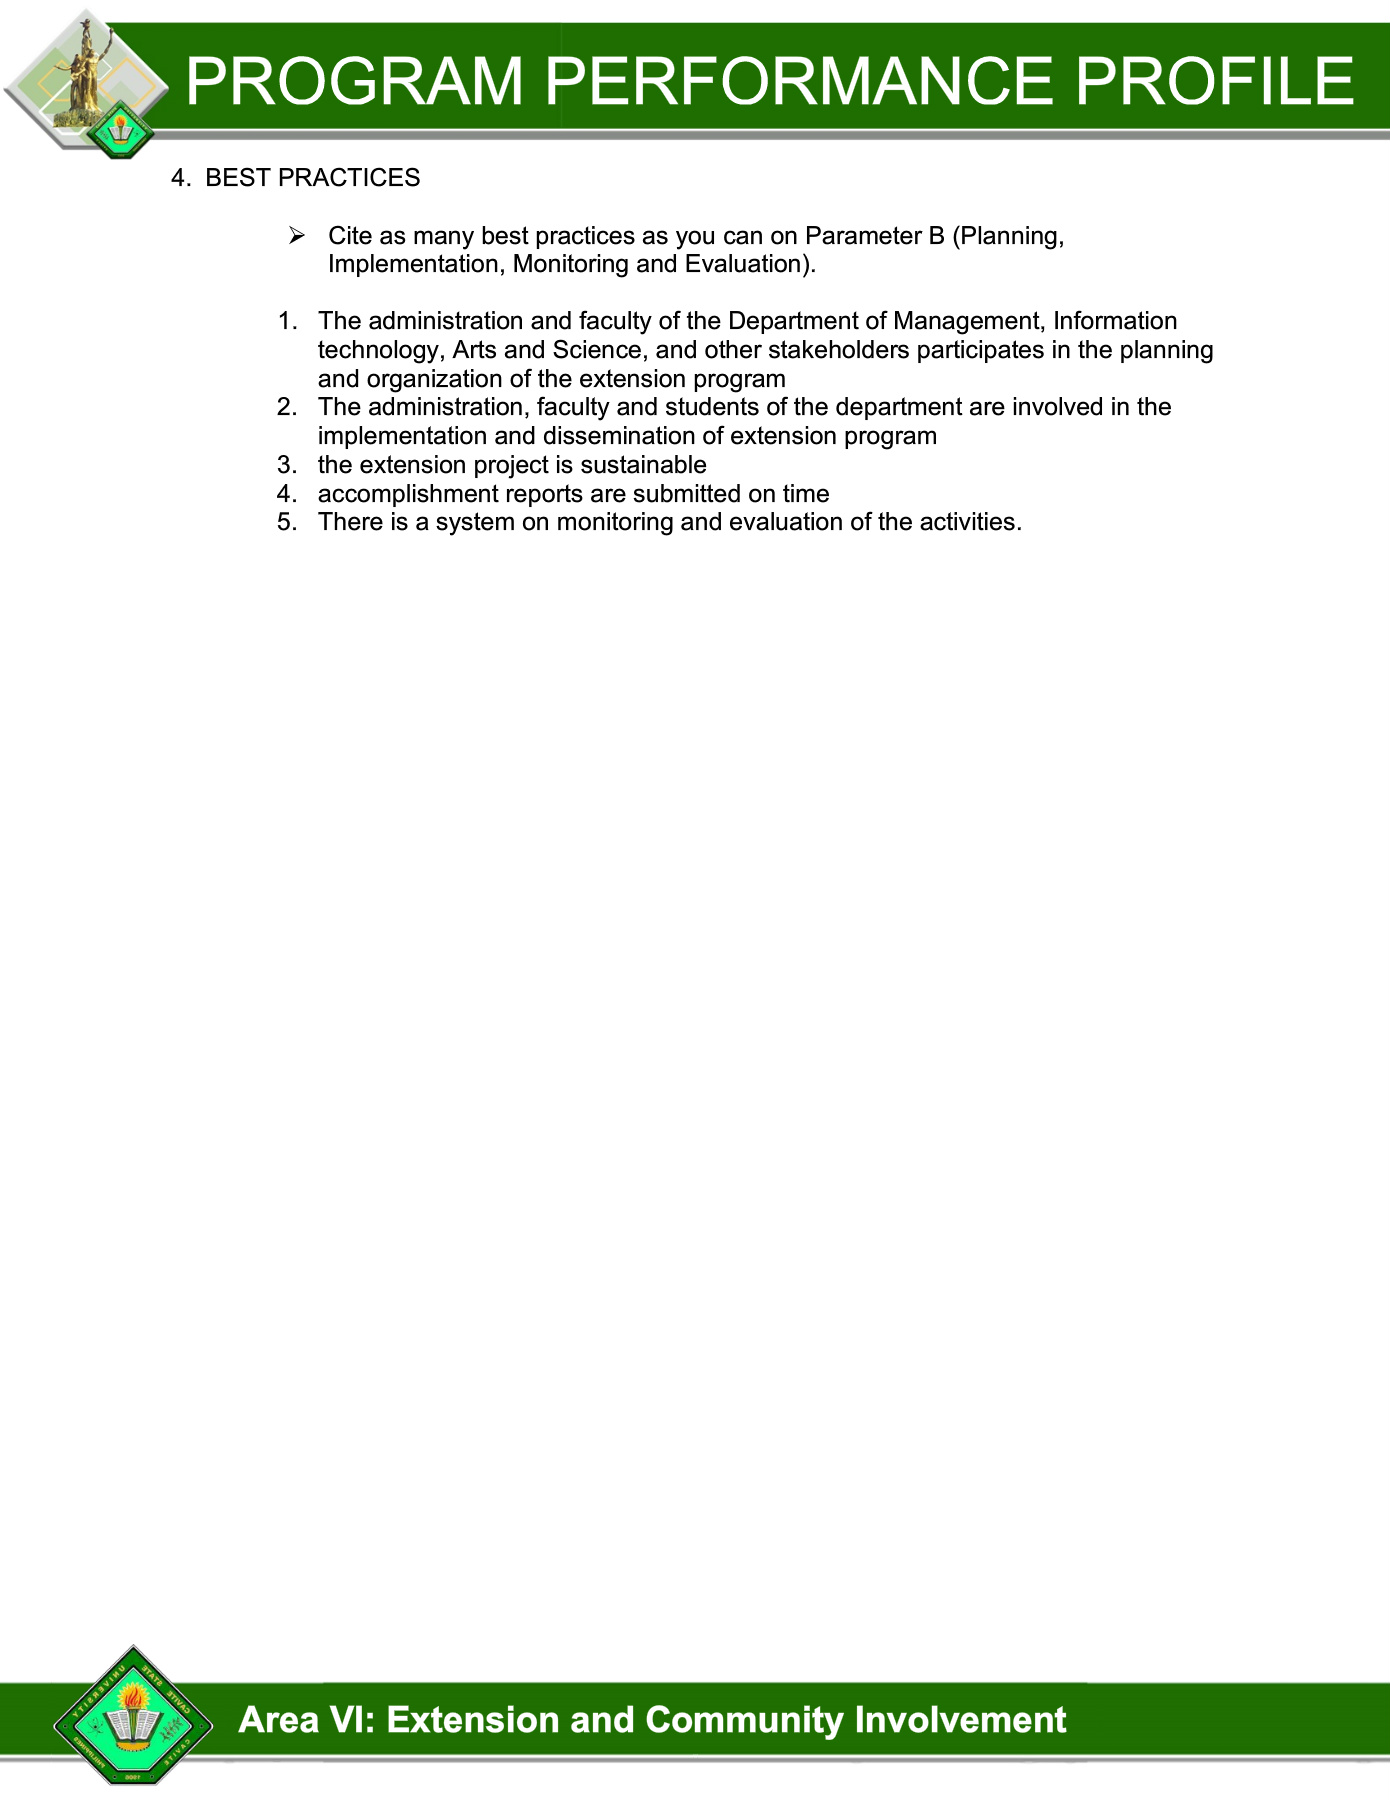 PROGRAM PERFORMANCE PROFILE
4. BEST PRACTICES
➢ Cite as many best practices as you can on Parameter B (Planning,
Implementation, Monitoring and Evaluation).
1. The administration and faculty of the Department of Management, Information
technology, Arts and Science, and other stakeholders participates in the planning
and organization of the extension program
2. The administration, faculty and students of the department are involved in the
implementation and dissemination of extension program
3. the extension project is sustainable
4. accomplishment reports are submitted on time
5. There is a system on monitoring and evaluation of the activities.
CAVITE STATE UNIVERSITY
CAVITE
PHILIPPINES
Area VI: Extension and Community Involvement